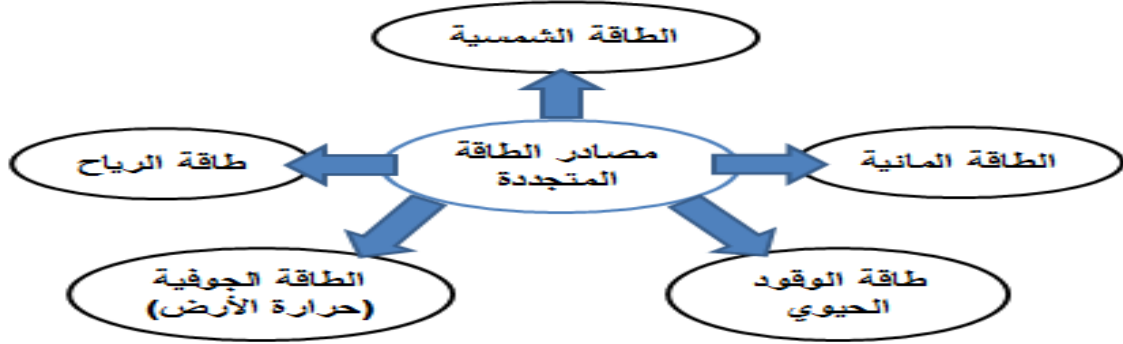 الطاقة الشمسية
مصادر الطاقة
المتجددة
الطاقة المائية
طاقة الرياح
طاقة الوقود
الحيوي
الطاقة الجوفية
(حرارة الأرض)